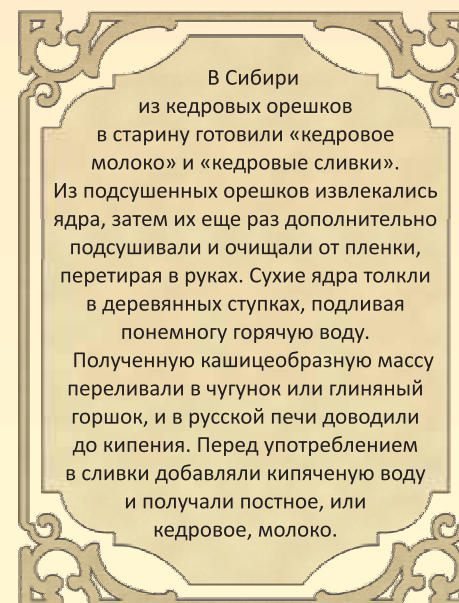 В Сибири
из кедровых орешков
в старину готовили «кедровое
молоко» и «кедровые сливки».
Из подсушенных орешков извлекались
ядра, затем их еще раз дополнительно
подсушивали и очищали от пленки,
перетирая в руках. Сухие ядра толкли
в деревянных ступках, подливая
понемногу горячую воду.
Полученную кашицеобразную массу
переливали в чугунок или глиняный
горшок, и в русской печи доводили
до кипения. Перед употреблением
в сливки добавляли кипяченую воду
и получали постное, или
кедровое, молоко.